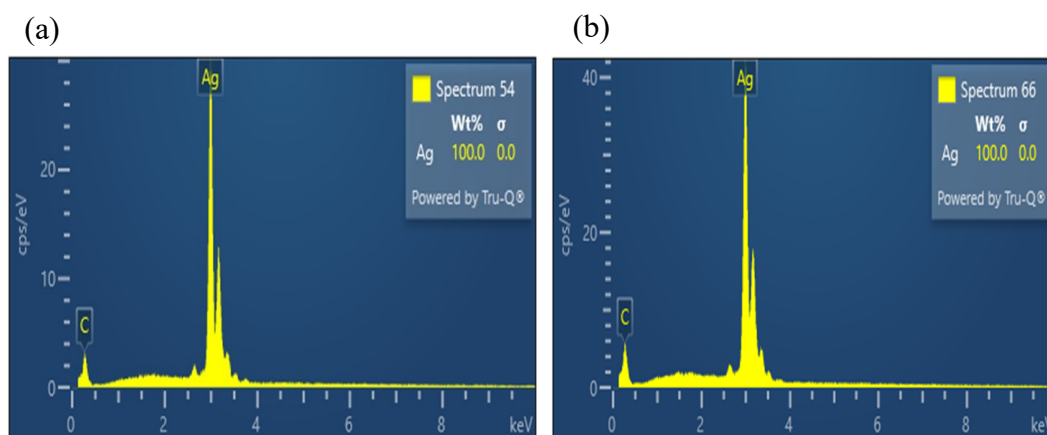 (a)
Ag
Spectrum 54
Wt% σ
Ag 100.0 0.0
Powered by Tru-Q®
20
10
0
cps/eV
C
0 2 4 6 8 keV
(b)
40
Ag
Spectrum 66
Wt% σ
Ag 100.0 0.0
Powered by Tru-Q®
20
0
cps/eV
C
0 2 4 6 8 keV